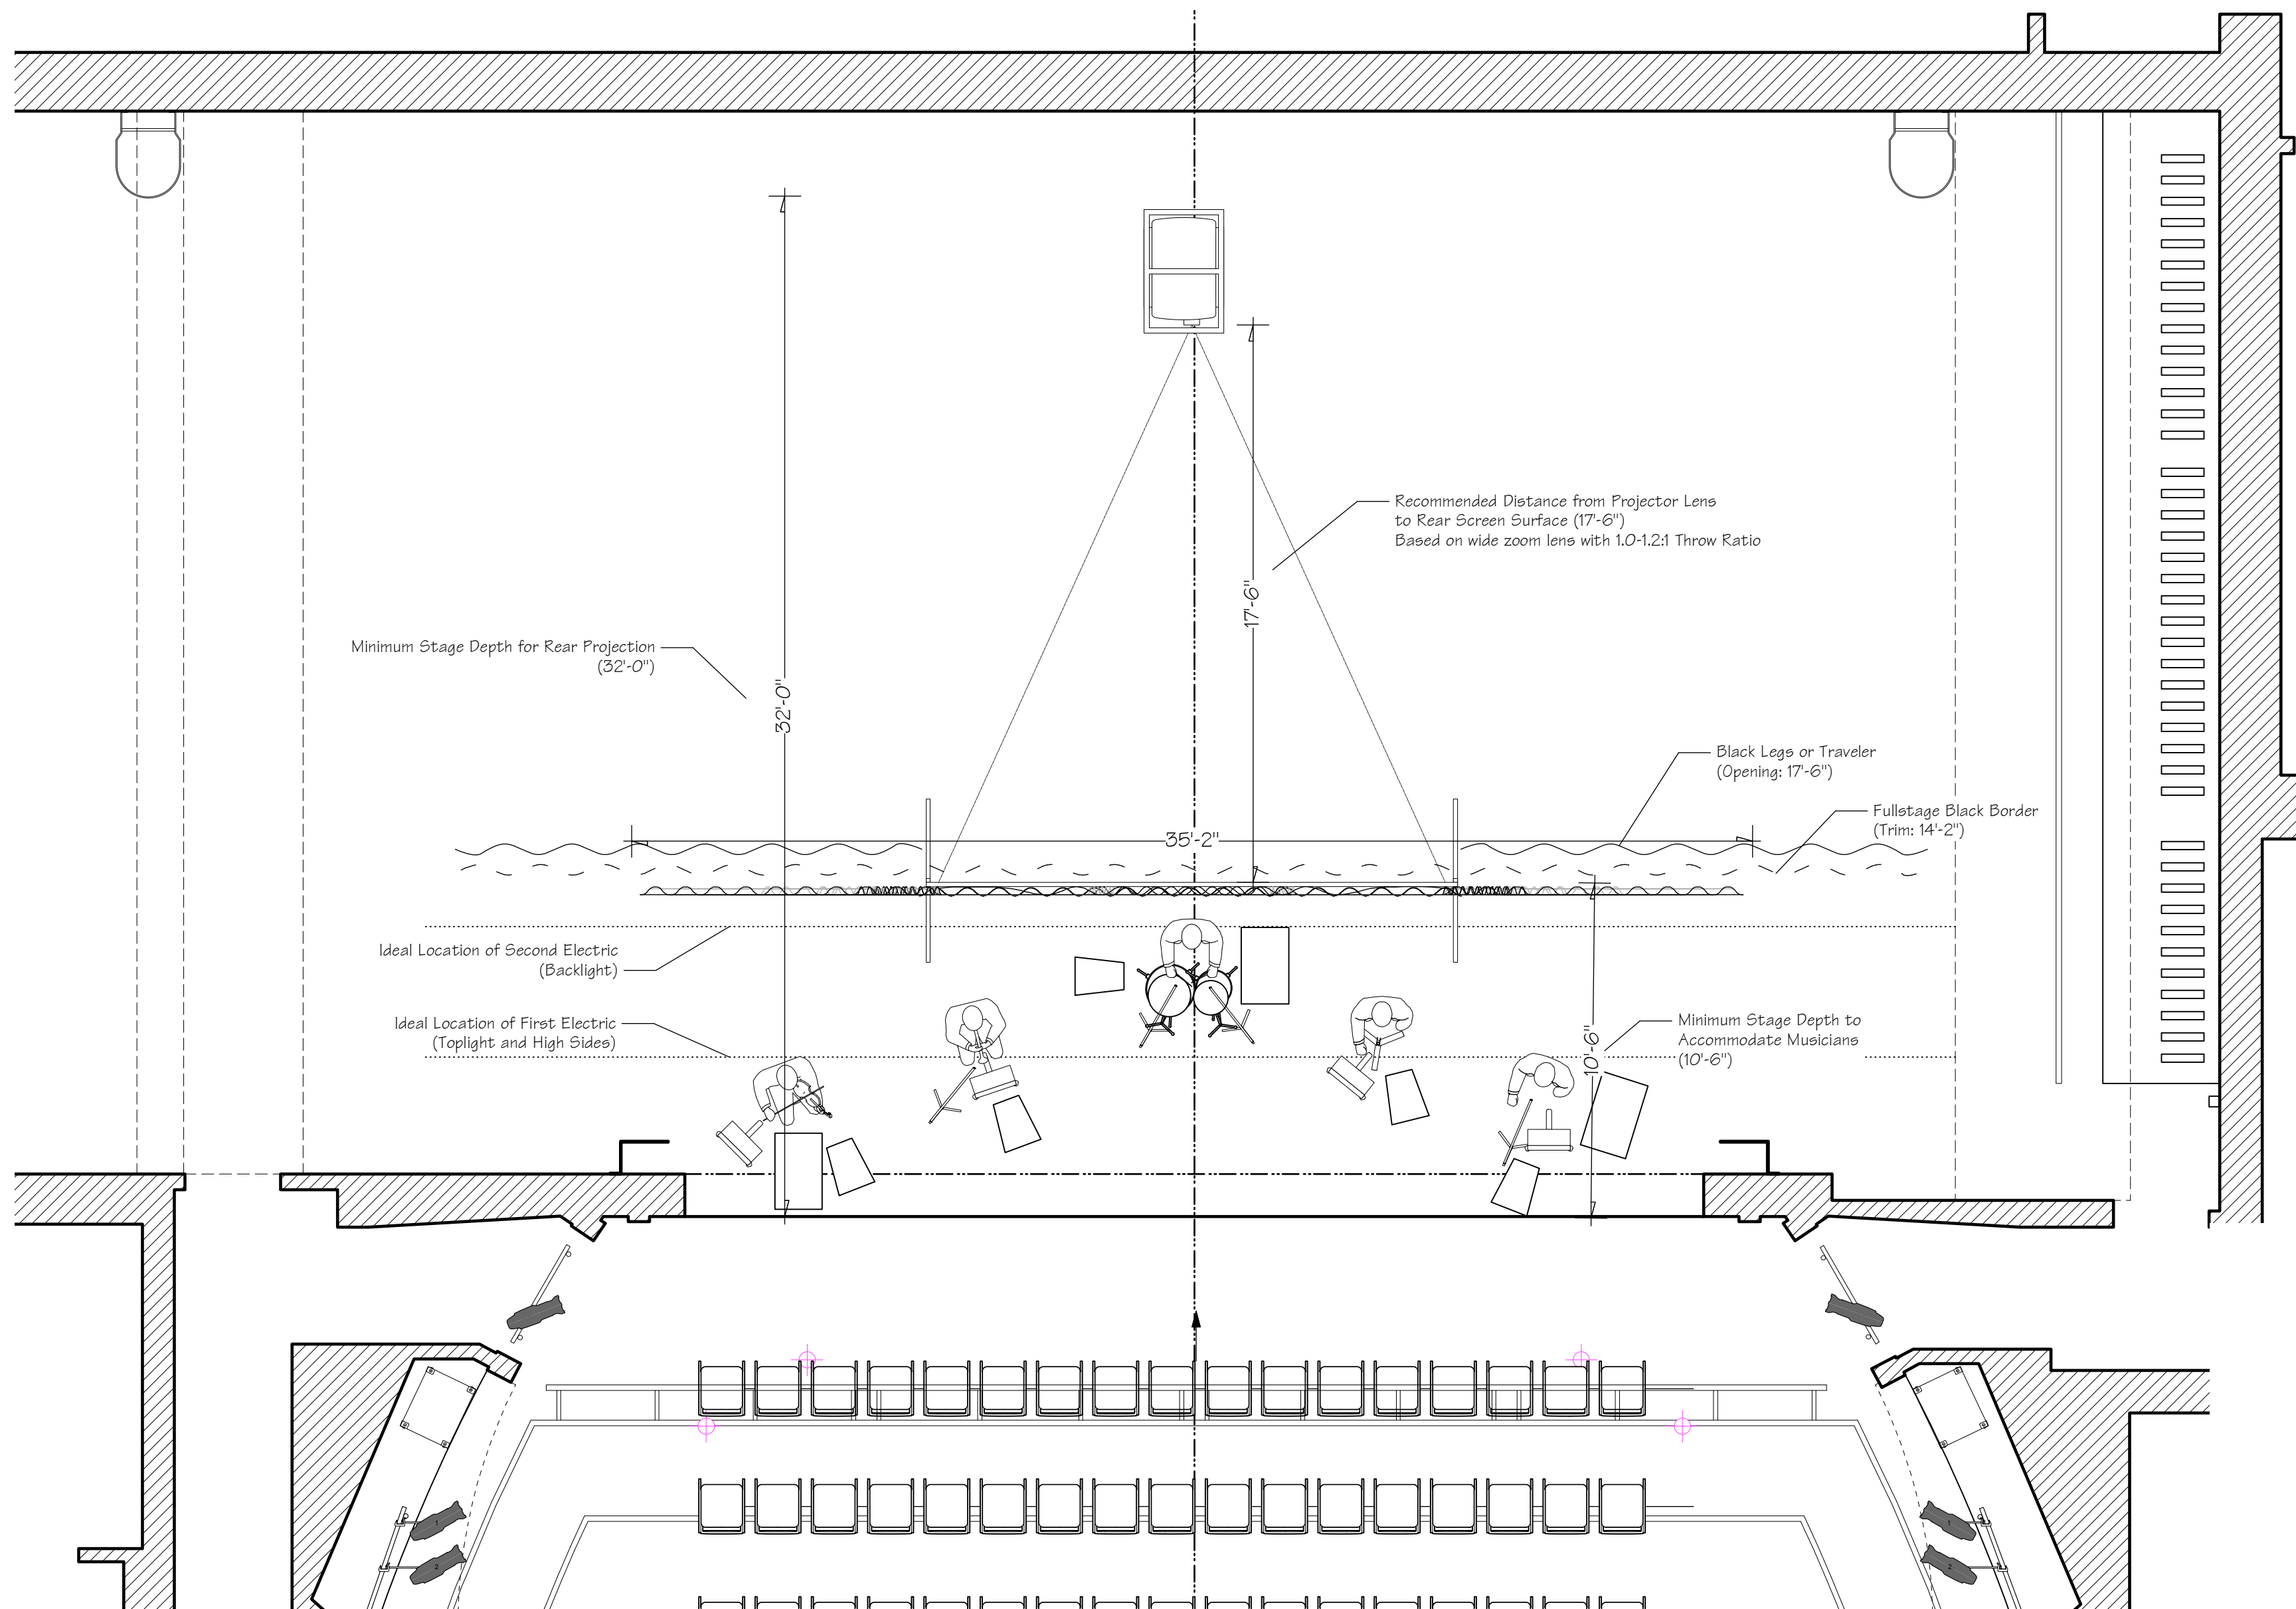 Recommended Distance from Projector Lens
to Rear Screen Surface (17'-6")
Based on wide zoom lens with 1.0-1.2:1 Throw Ratio
17'-6"
Minimum Stage Depth for Rear Projection
(32'-0")
32'-0"
Black Legs or Traveler
(Opening: 17'-6")
Fullstage Black Border
(Trim: 14'-2")
35'-2"
Ideal Location of Second Electric
(Backlight)
Ideal Location of First Electric
(Toplight and High Sides)
Minimum Stage Depth to
Accommodate Musicians
(10'-6")
10'-6"
1
1
2
2